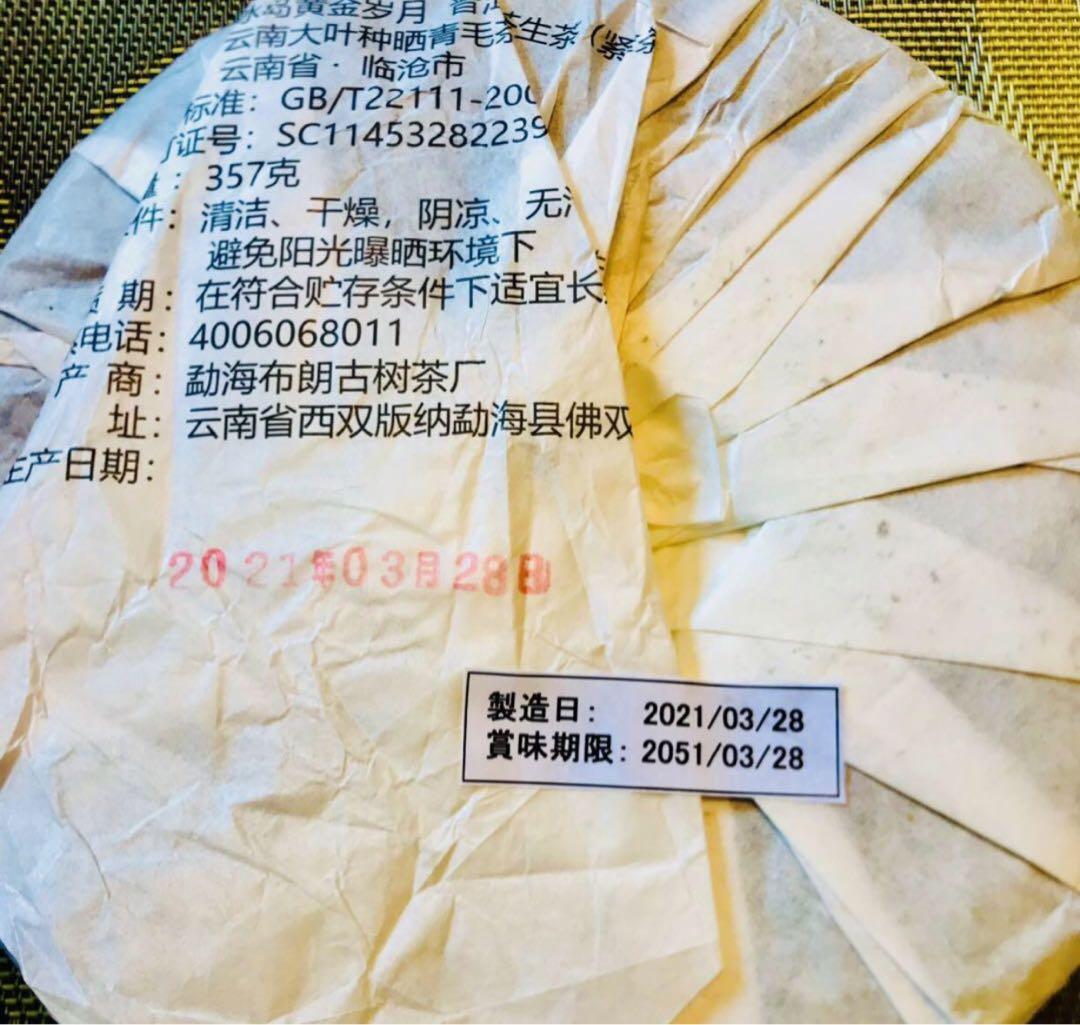 岛黄金岁月 普
云南大叶种晒青毛茶生茶(紧
云南省·临沧市
标准: GB/T22111-200
证号: SC11453282239
: 357克
件: 清洁、干燥,阴凉、无
避免阳光曝晒环境下
期: 在符合贮存条件下适宜长
电话: 4006068011
产 商: 勐海布朗古树茶厂
址: 云南省西双版纳勐海县佛双
生产日期:
2021年03月28日
製造日: 2021/03/28
賞味期限: 2051/03/28